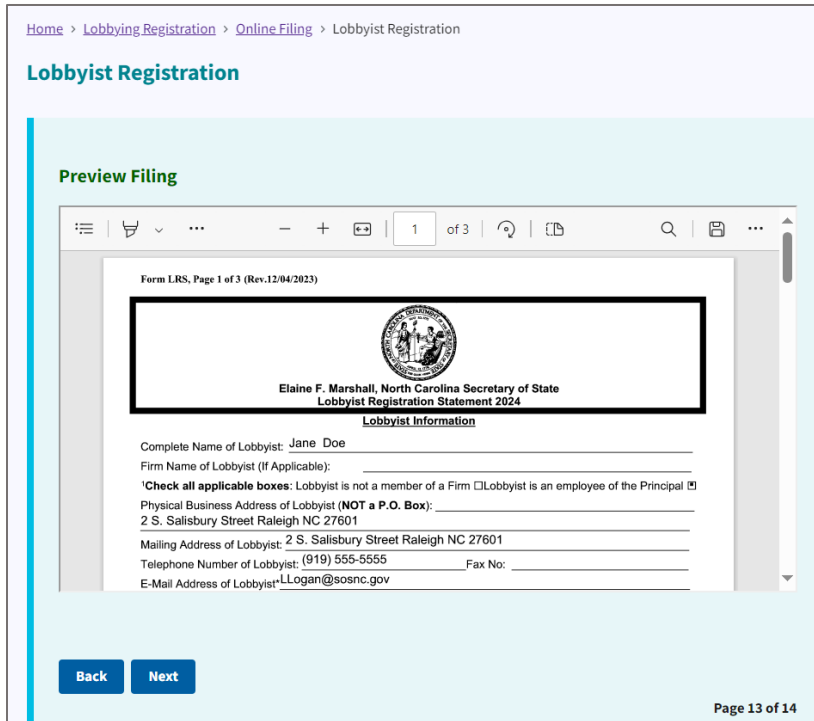 Home > Lobbying Registration > Online Filing > Lobbyist Registration
Lobbyist Registration
Preview Filing
1 of 3
Form LRS, Page 1 of 3 (Rev.12/04/2023)
Elaine F. Marshall, North Carolina Secretary of State
Lobbyist Registration Statement 2024
Lobbyist Information
Complete Name of Lobbyist: Jane Doe
Firm Name of Lobbyist (If Applicable):
¹Check all applicable boxes: Lobbyist is not a member of a Firm ☐Lobbyist is an employee of the Principal ▣
Physical Business Address of Lobbyist (NOT a P.O. Box):
2 S. Salisbury Street Raleigh NC 27601
Mailing Address of Lobbyist: 2 S. Salisbury Street Raleigh NC 27601
Telephone Number of Lobbyist: (919) 555-5555 Fax No:
E-Mail Address of Lobbyist*LLogan@sosnc.gov
Back Next
Page 13 of 14